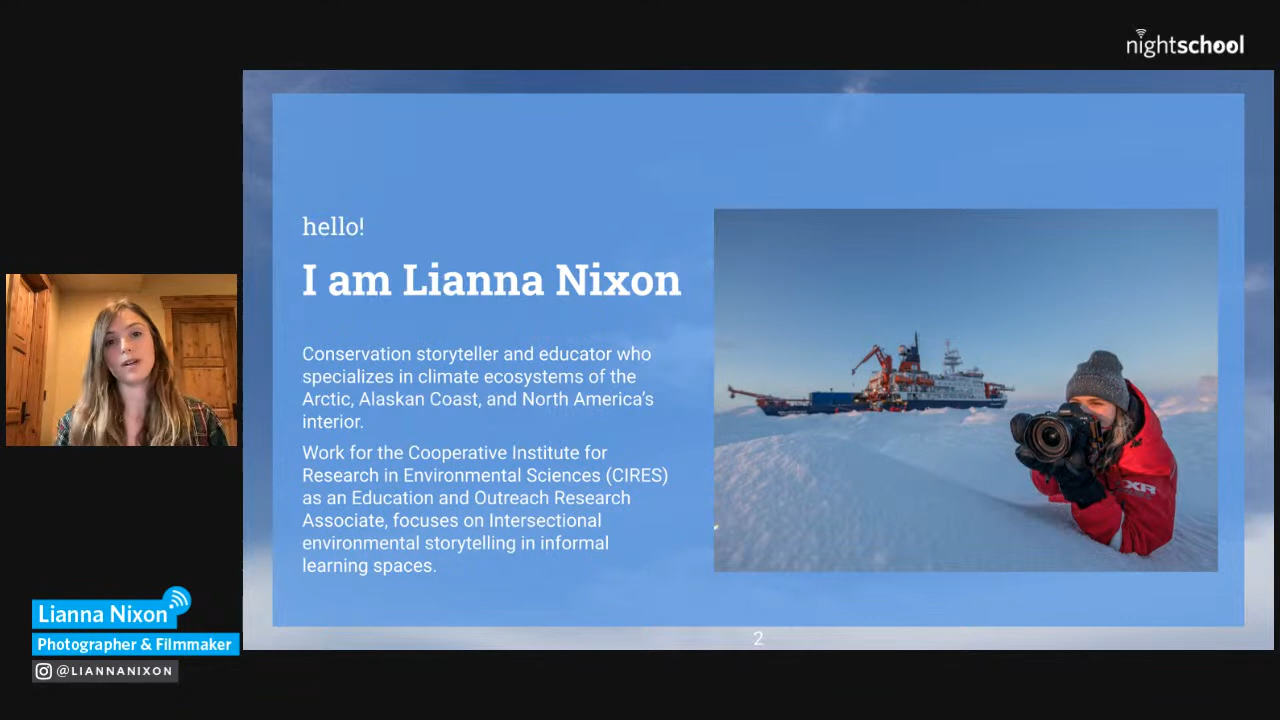 nightschool
hello!
I am Lianna Nixon
Conservation storyteller and educator who
specializes in climate ecosystems of the
Arctic, Alaskan Coast, and North America's
interior.
Work for the Cooperative Institute for
Research in Environmental Sciences (CIRES)
as an Education and Outreach Research
Associate, focuses on Intersectional
environmental storytelling in informal
learning spaces.
2
Lianna Nixon
Photographer & Filmmaker
@LIANNANIXON